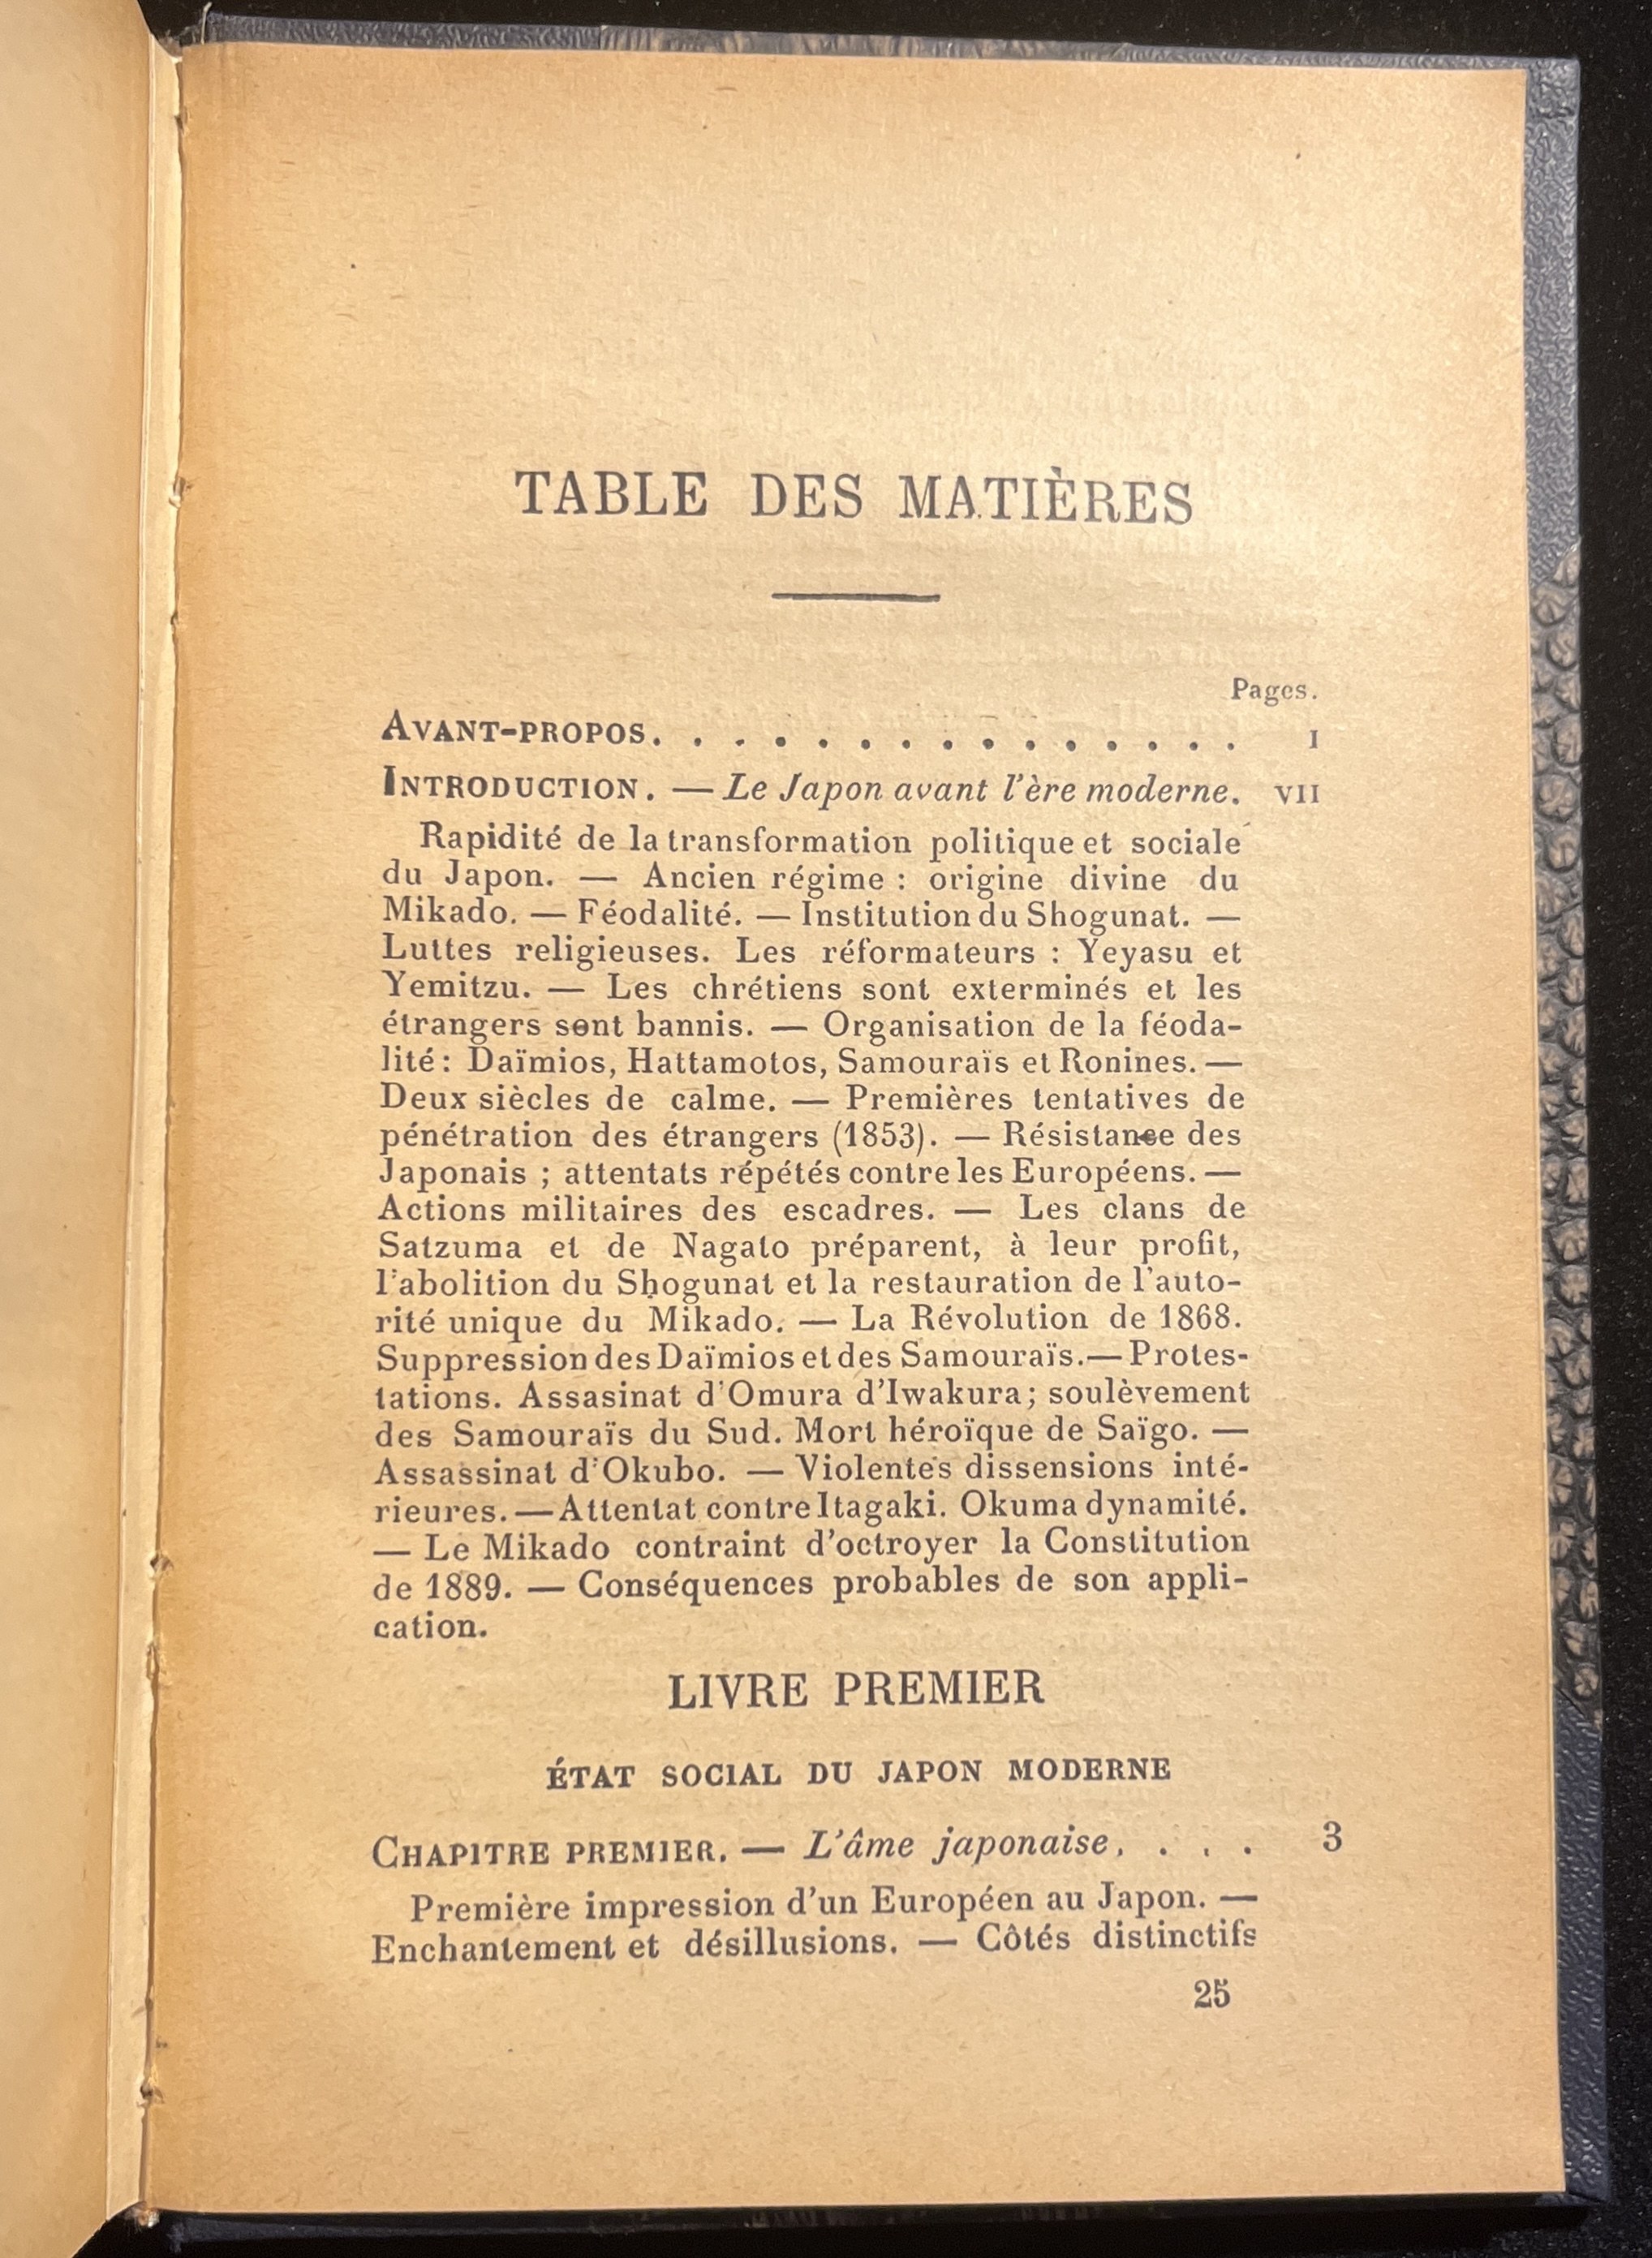 TABLE DES MATIÈRES
Pages.
AVANT-PROPOS. . . . . . . . . . . . . . . I
INTRODUCTION. — Le Japon avant l'ère moderne. VII
Rapidité de la transformation politique et sociale
du Japon. — Ancien régime : origine divine du
Mikado. — Féodalité. — Institution du Shogunat. —
Luttes religieuses. Les réformateurs : Yeyasu et
Yemitzu. — Les chrétiens sont exterminés et les
étrangers sont bannis. — Organisation de la féoda-
lité : Daïmios, Hattamotos, Samouraïs et Ronines. —
Deux siècles de calme. — Premières tentatives de
pénétration des étrangers (1853). — Résistance des
Japonais ; attentats répétés contre les Européens. —
Actions militaires des escadres. — Les clans de
Satzuma et de Nagato préparent, à leur profit,
l'abolition du Shogunat et la restauration de l'auto-
rité unique du Mikado. — La Révolution de 1868.
Suppression des Daïmios et des Samouraïs. — Protes-
tations. Assasinat d'Omura d'Iwakura ; soulèvement
des Samouraïs du Sud. Mort héroïque de Saïgo. —
Assassinat d'Okubo. — Violentes dissensions inté-
rieures. — Attentat contre Itagaki. Okuma dynamité.
— Le Mikado contraint d'octroyer la Constitution
de 1889. — Conséquences probables de son appli-
cation.
LIVRE PREMIER
ÉTAT SOCIAL DU JAPON MODERNE
CHAPITRE PREMIER. — L'âme japonaise. . . . 3
Première impression d'un Européen au Japon. —
Enchantement et désillusions. — Côtés distinctifs
25